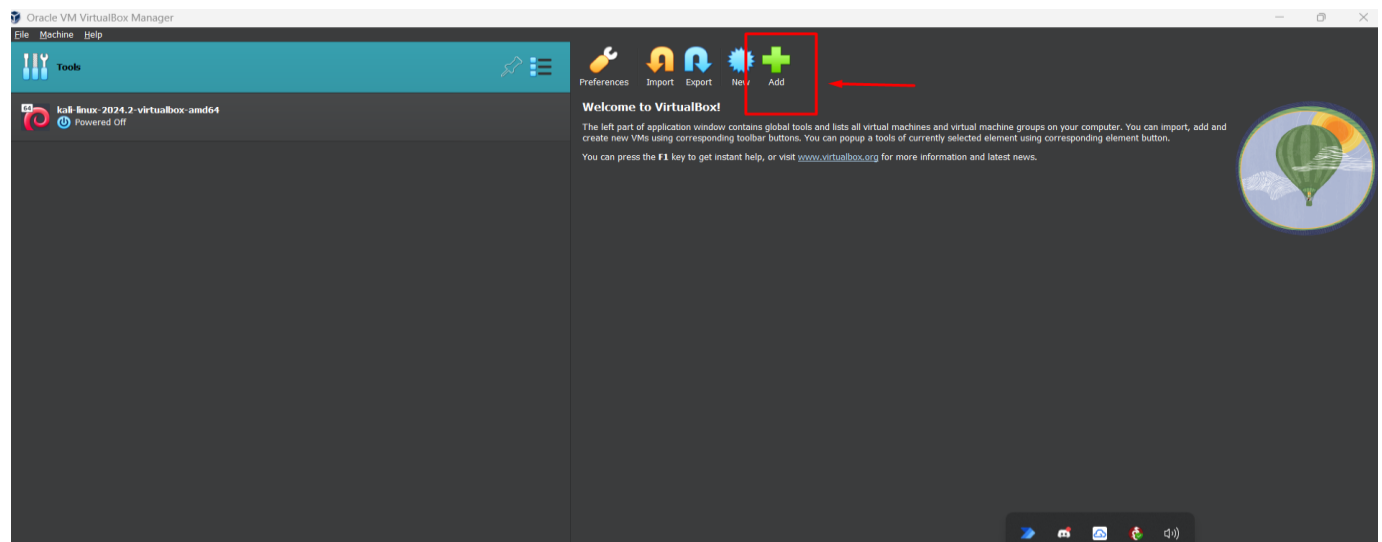 Oracle VM VirtualBox Manager
File Machine Help
Tools
64
kali-linux-2024.2-virtualbox-amd64
Powered Off
Preferences Import Export New Add
Welcome to VirtualBox!
The left part of application window contains global tools and lists all virtual machines and virtual machine groups on your computer. You can import, add and
create new VMs using corresponding toolbar buttons. You can popup a tools of currently selected element using corresponding element button.
You can press the F1 key to get instant help, or visit www.virtualbox.org for more information and latest news.